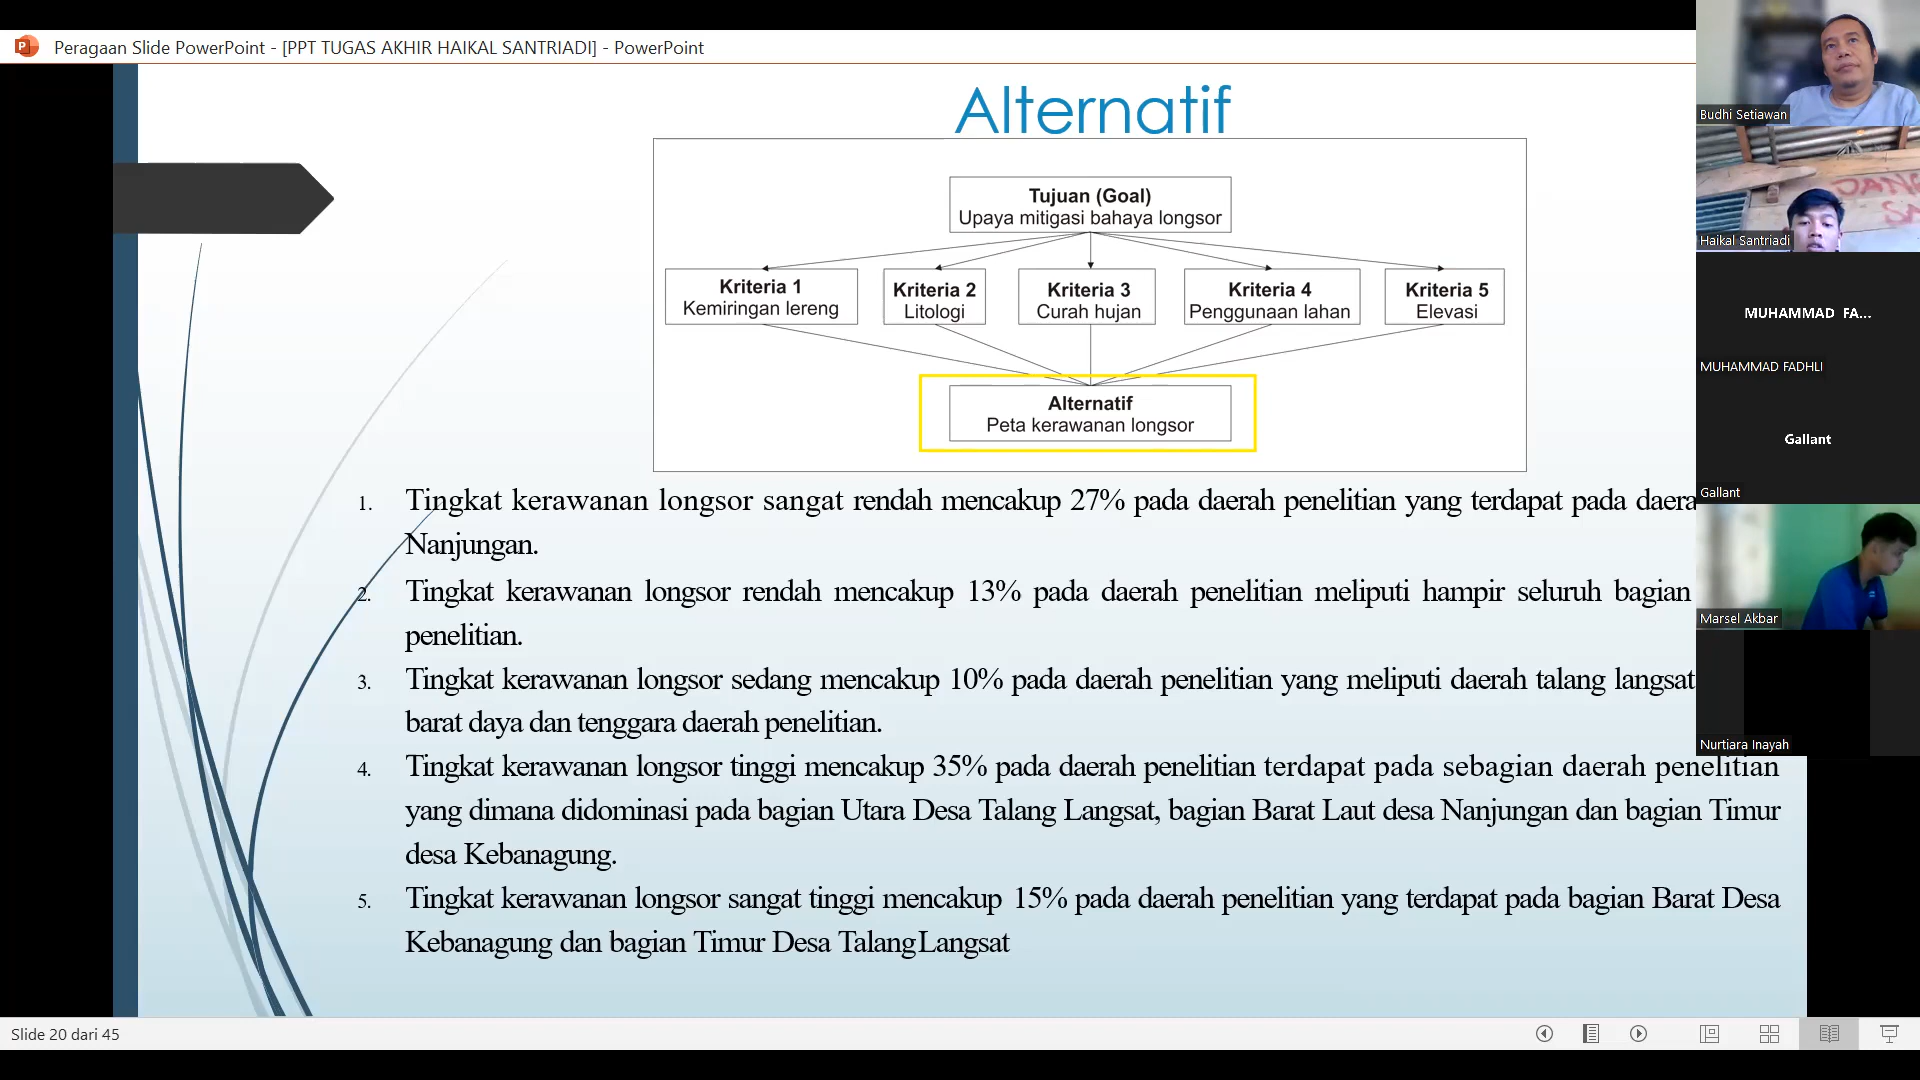 Peragaan Slide PowerPoint - [PPT TUGAS AKHIR HAIKAL SANTRIADI] - PowerPoint
Alternatif
Tujuan (Goal)
Upaya mitigasi bahaya longsor
Kriteria 1
Kemiringan lereng
Kriteria 2
Litologi
Kriteria 3
Curah hujan
Kriteria 4
Penggunaan lahan
Kriteria 5
Elevasi
Alternatif
Peta kerawanan longsor
1. Tingkat kerawanan longsor sangat rendah mencakup 27% pada daerah penelitian yang terdapat pada daera
Nanjungan.
2. Tingkat kerawanan longsor rendah mencakup 13% pada daerah penelitian meliputi hampir seluruh bagian
penelitian.
3. Tingkat kerawanan longsor sedang mencakup 10% pada daerah penelitian yang meliputi daerah talang langsat
barat daya dan tenggara daerah penelitian.
4. Tingkat kerawanan longsor tinggi mencakup 35% pada daerah penelitian terdapat pada sebagian daerah penelitian
yang dimana didominasi pada bagian Utara Desa Talang Langsat, bagian Barat Laut desa Nanjungan dan bagian Timur
desa Kebanagung.
5. Tingkat kerawanan longsor sangat tinggi mencakup 15% pada daerah penelitian yang terdapat pada bagian Barat Desa
Kebanagung dan bagian Timur Desa Talang Langsat
Budhi Setiawan
Haikal Santriadi
MUHAMMAD FA...
MUHAMMAD FADHLI
Gallant
Gallant
Marsel Akbar
Nurtiara Inayah
Slide 20 dari 45